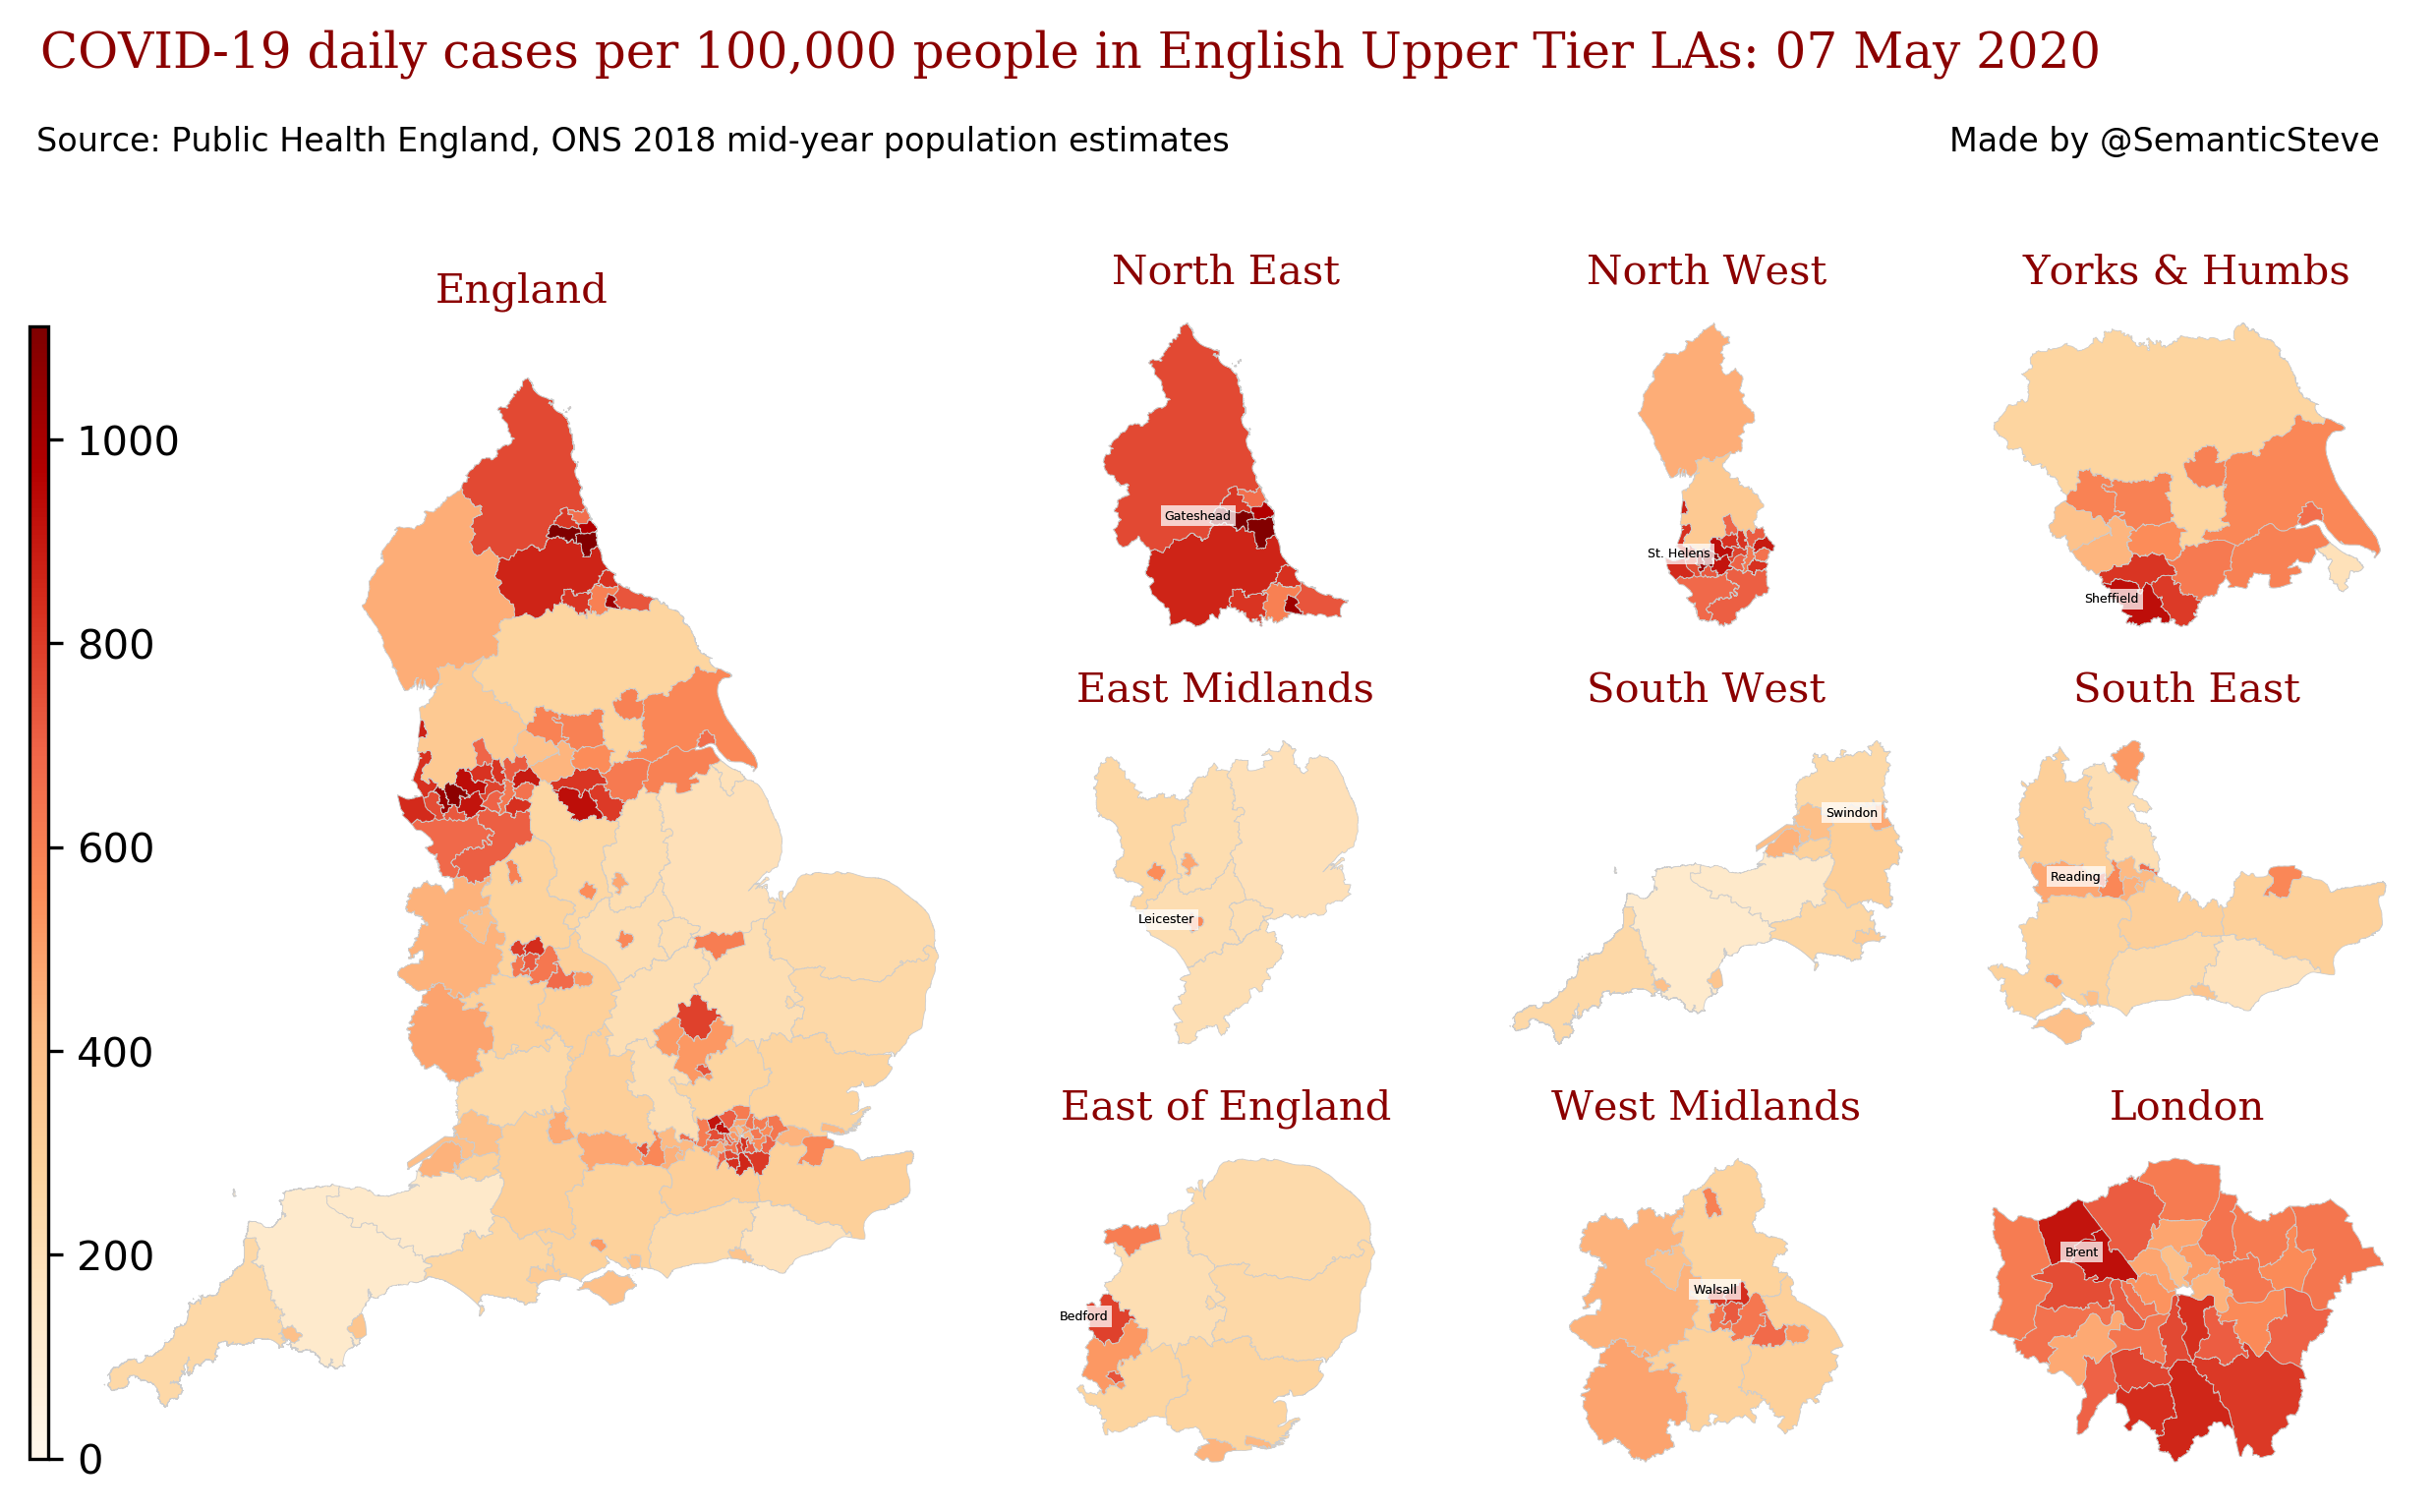 COVID-19 daily cases per 100,000 people in English Upper Tier LAs: 07 May 2020
Source: Public Health England, ONS 2018 mid-year population estimates
Made by @SemanticSteve
England
1000
800
600
400
200
0
North East
Gateshead
North West
St. Helens
Yorks & Humbs
Sheffield
East Midlands
Leicester
South West
Swindon
South East
Reading
East of England
Bedford
West Midlands
Walsall
London
Brent